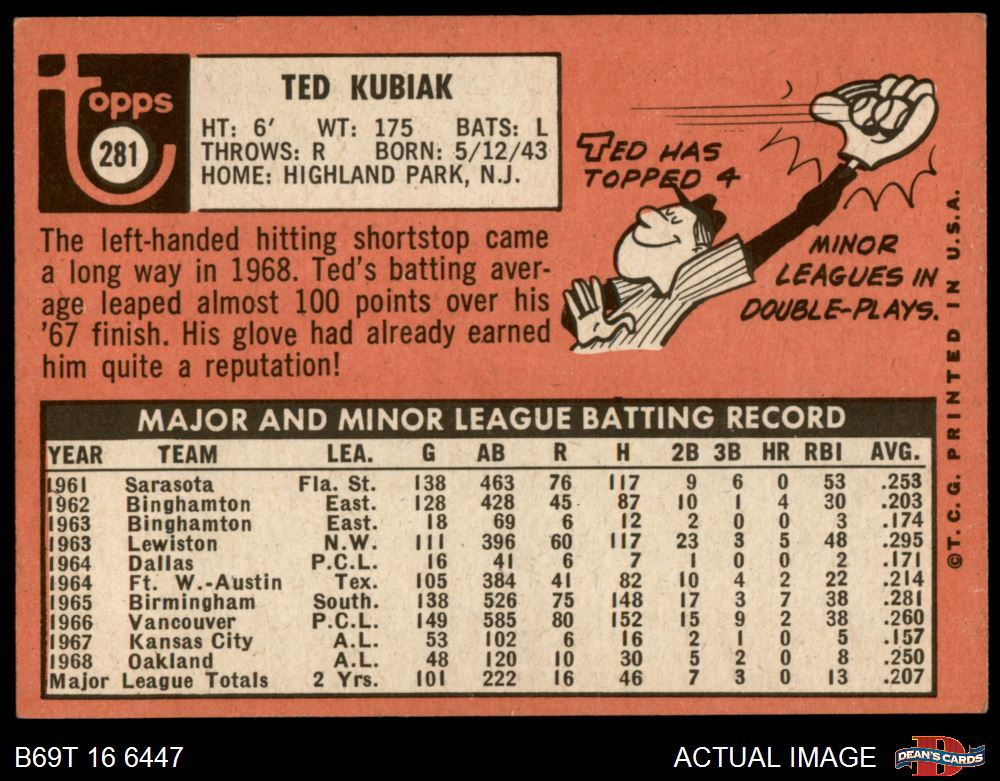 Topps
281
TED KUBIAK
HT: 6' WT: 175 BATS: L
THROWS: R BORN: 5/12/43
HOME: HIGHLAND PARK, N.J.
The left-handed hitting shortstop came
a long way in 1968. Ted's batting aver-
age leaped almost 100 points over his
'67 finish. His glove had already earned
him quite a reputation!
TED HAS
TOPPED 4
MINOR
LEAGUES IN
DOUBLE-PLAYS.
©T.C.G. PRINTED IN U.S.A.
MAJOR AND MINOR LEAGUE BATTING RECORD
YEAR TEAM LEA. G AB R H 2B 3B HR RBI AVG.
1961 Sarasota Fla. St. 138 463 76 117 9 6 0 53 .253
1962 Binghamton East. 128 428 45 87 10 1 4 30 .203
1963 Binghamton East. 18 69 6 12 2 0 0 3 .174
1963 Lewiston N.W. 111 396 60 117 23 3 5 48 .295
1964 Dallas P.C.L. 16 41 6 7 1 0 0 2 .171
1964 Ft. W.-Austin Tex. 105 384 41 82 10 4 2 22 .214
1965 Birmingham South. 138 526 75 148 17 3 7 38 .281
1966 Vancouver P.C.L. 149 585 80 152 15 9 2 38 .260
1967 Kansas City A.L. 53 102 6 16 2 1 0 5 .157
1968 Oakland A.L. 48 120 10 30 5 2 0 8 .250
Major League Totals 2 Yrs. 101 222 16 46 7 3 0 13 .207
B69T 16 6447
ACTUAL IMAGE
D
DEAN'S CARDS